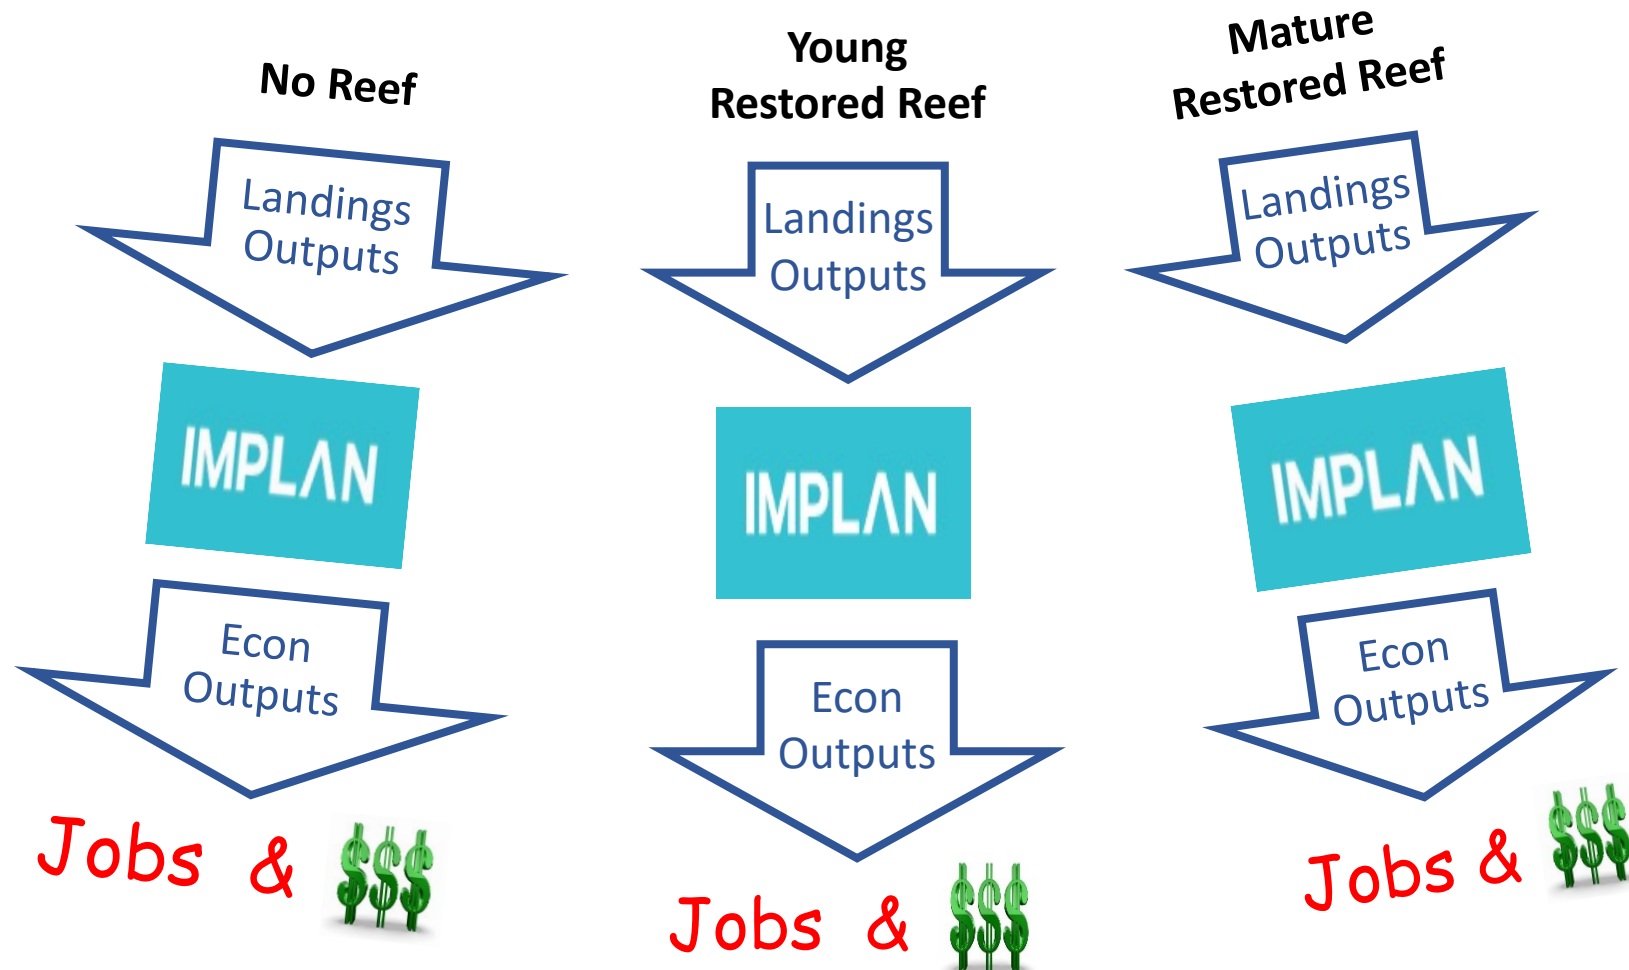 No Reef
Landings
Outputs
IMPLAN
Econ
Outputs
Jobs & $$$
Young
Restored Reef
Landings
Outputs
IMPLAN
Econ
Outputs
Jobs & $$$
Mature
Restored Reef
Landings
Outputs
IMPLAN
Econ
Outputs
Jobs & $$$